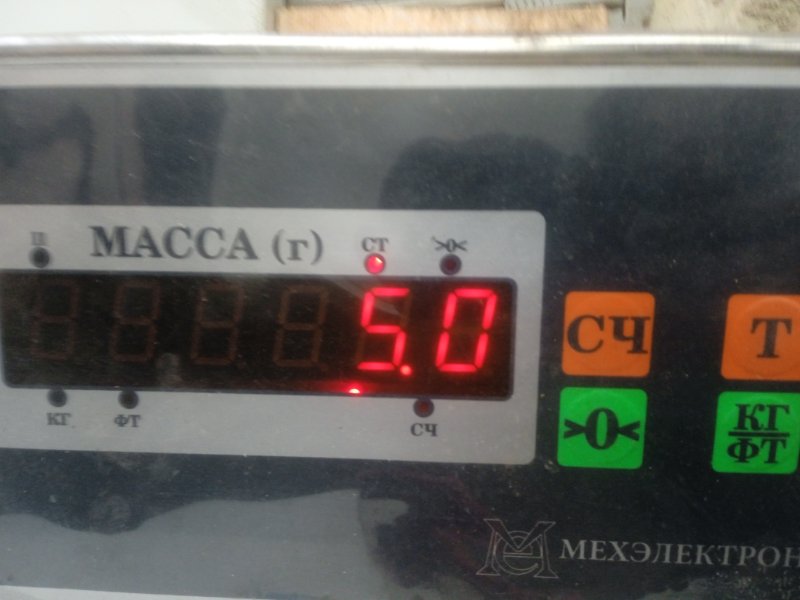 П МАССА (г) СТ >0<
5.0
КГ ФТ СЧ
СЧ Т
>0< КГ/ФТ
МЕХЭЛЕКТРОН